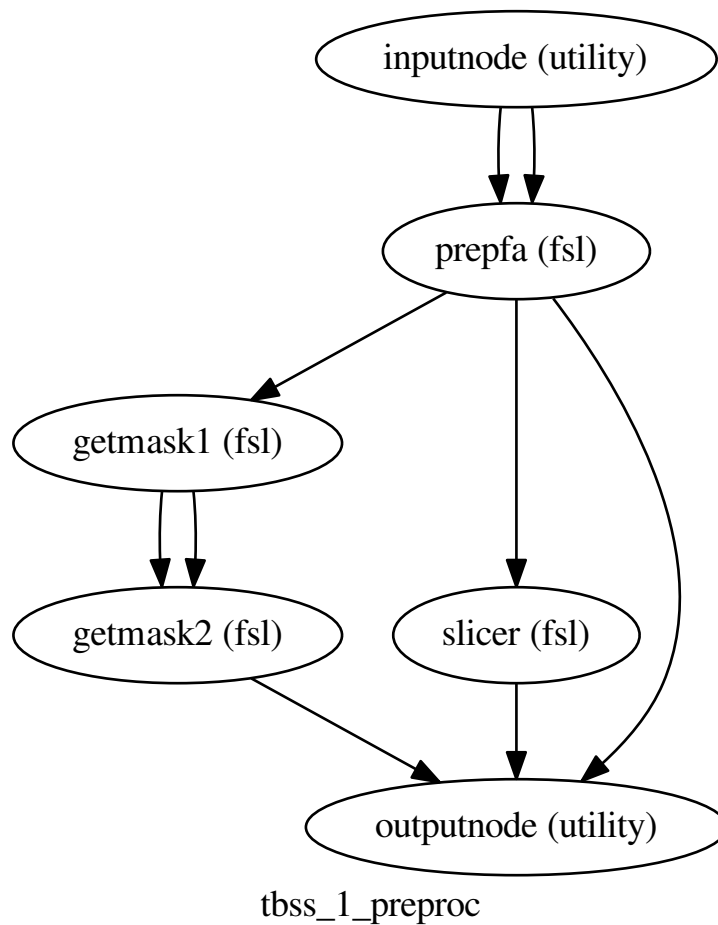 inputnode (utility)
prepfa (fsl)
getmask1 (fsl)
getmask2 (fsl)
slicer (fsl)
outputnode (utility)
tbss_1_preproc